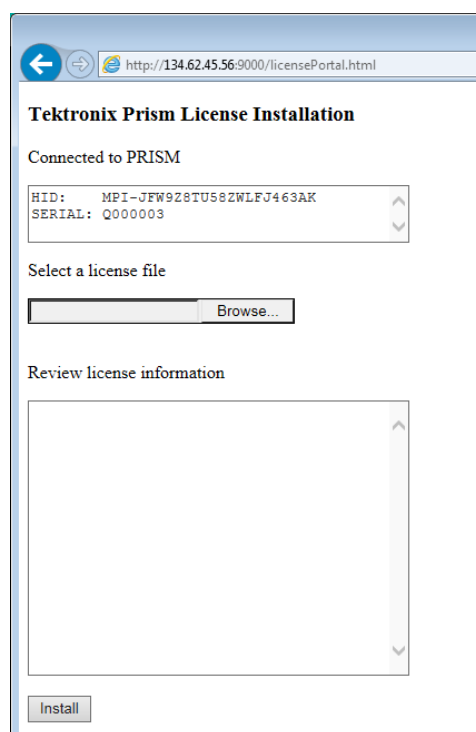 http://134.62.45.56:9000/licensePortal.html
Tektronix Prism License Installation
Connected to PRISM
HID: MPI-JFW9Z8TU58ZWLFJ463AK
SERIAL: Q000003
Select a license file
Browse...
Review license information
Install